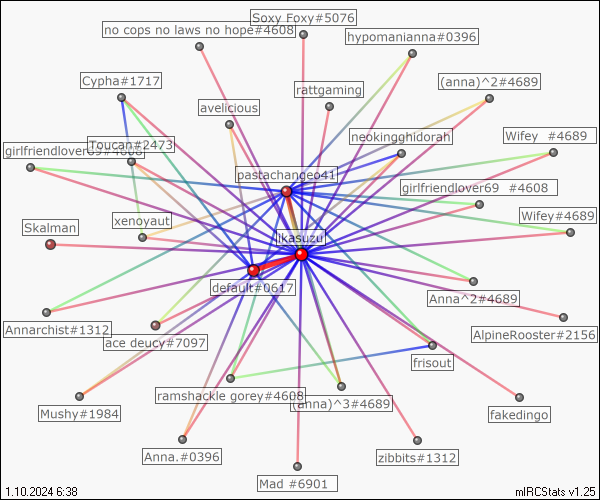 Soxy Foxy#5076
no cops no laws no hope#4608
hypomanianna#0396
Cypha#1717
(anna)^2#4689
rattgaming
avelicious
Toucan#2473
neokingghidorah
Wifey #4689
girlfriendlover69#4608
pastachangeo41
girlfriendlover69 #4608
xenoyaut
Wifey#4689
Skalman
ikasuzu
default#0617
Anna^2#4689
Annarchist#1312
ace deucy#7097
AlpineRooster#2156
frisout
ramshackle gorey#4608
(anna)^3#4689
Mushy#1984
fakedingo
Anna.#0396
zibbits#1312
Mad #6901
1.10.2024 6:38
mIRCStats v1.25